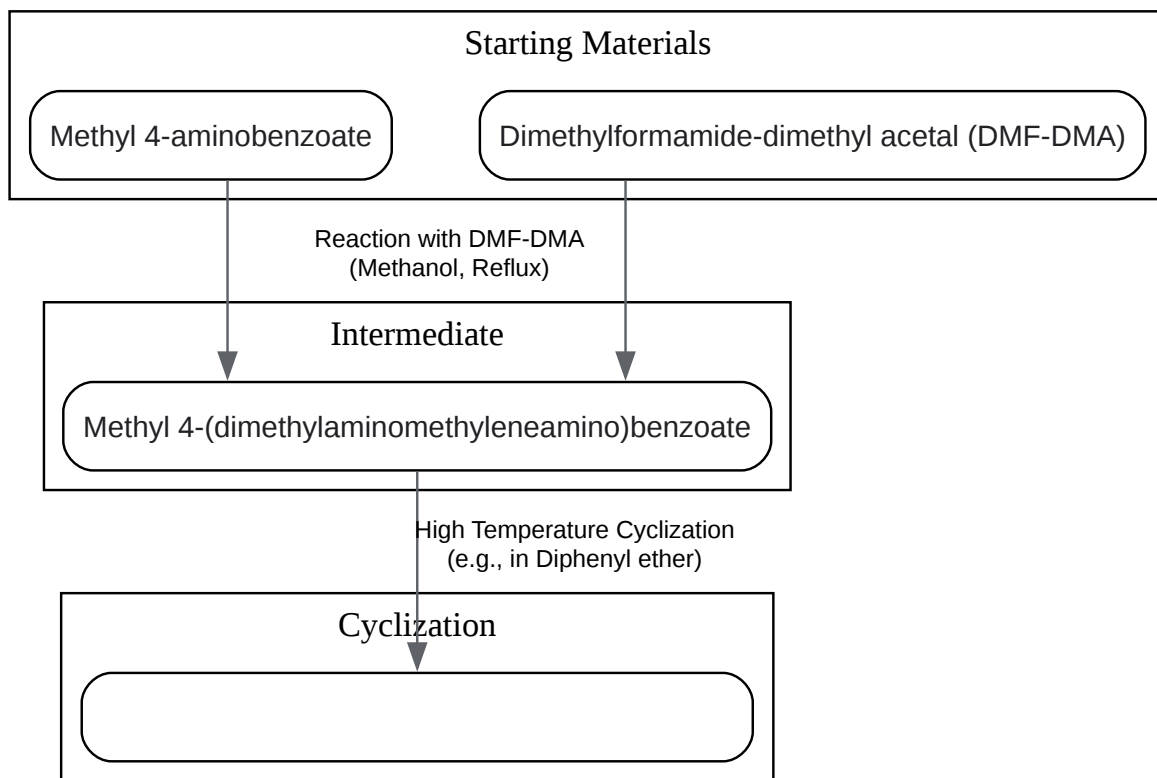 Starting Materials
Methyl 4-aminobenzoate
Dimethylformamide-dimethyl acetal (DMF-DMA)
Reaction with DMF-DMA
(Methanol, Reflux)
Intermediate
Methyl 4-(dimethylaminomethyleneamino)benzoate
High Temperature Cyclization
(e.g., in Diphenyl ether)
Cyclization